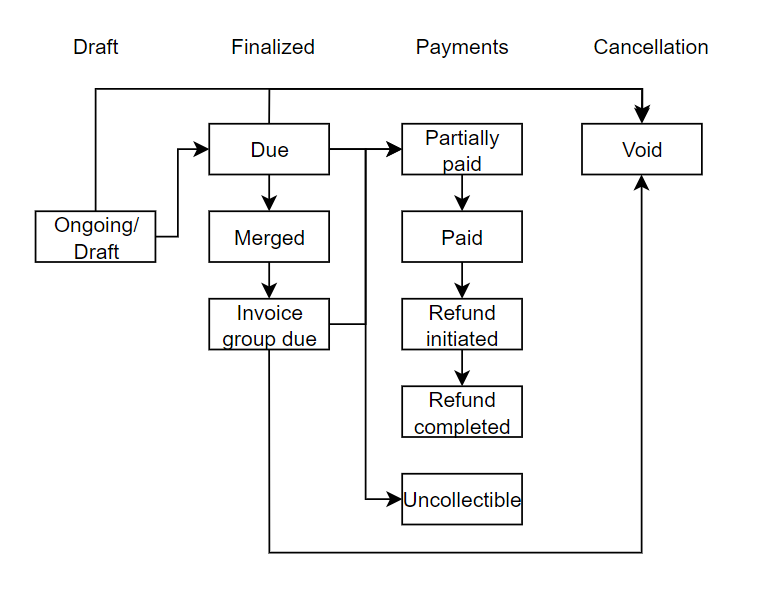 Draft
Finalized
Payments
Cancellation
Due
Partially
paid
Void
Ongoing/
Draft
Merged
Paid
Invoice
group due
Refund
initiated
Refund
completed
Uncollectible